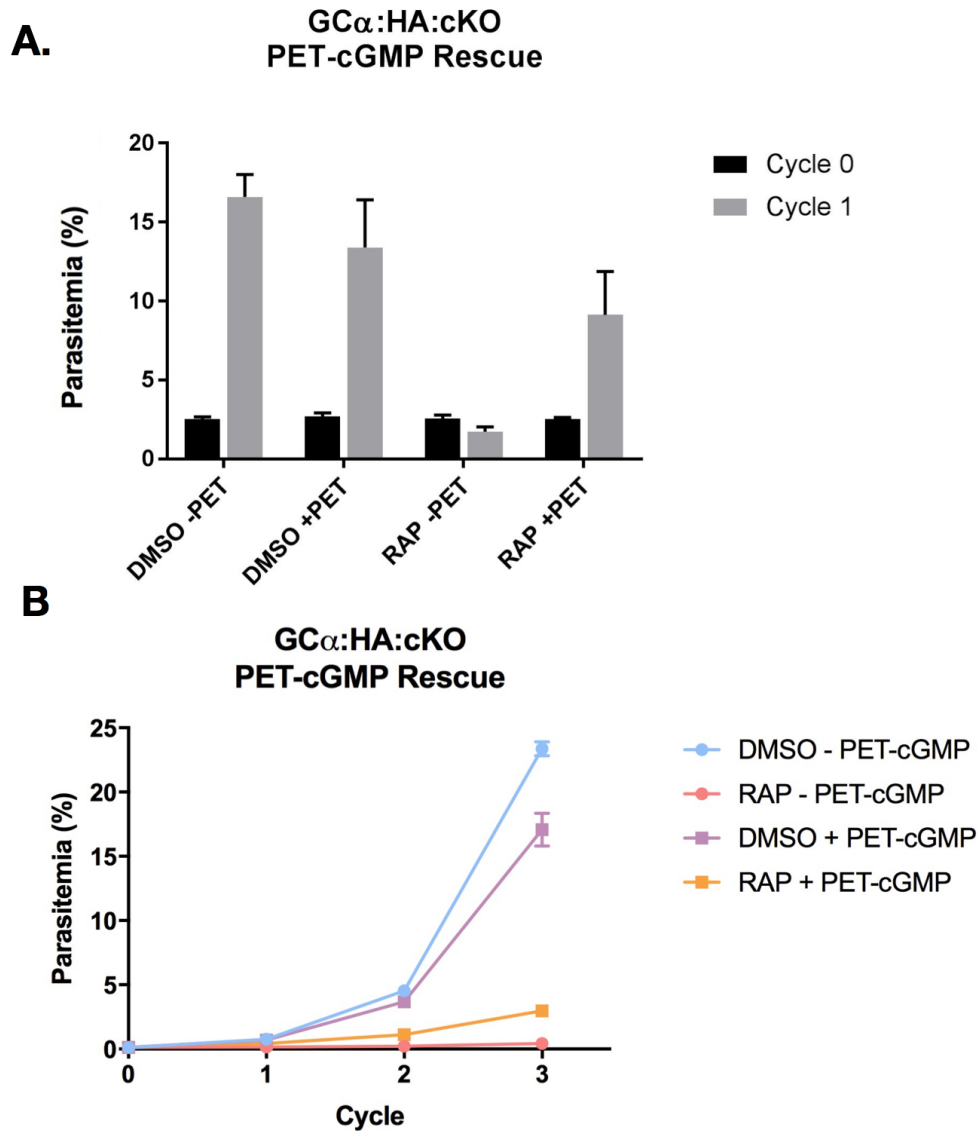 A.
GCα:HA:cKO
PET-cGMP Rescue
20
15
10
5
0
Parasitemia (%)
Cycle 0
Cycle 1
DMSO -PET
DMSO +PET
RAP -PET
RAP +PET
B
GCα:HA:cKO
PET-cGMP Rescue
25
20
15
10
5
0
Parasitemia (%)
0 1 2 3
Cycle
DMSO - PET-cGMP
RAP - PET-cGMP
DMSO + PET-cGMP
RAP + PET-cGMP